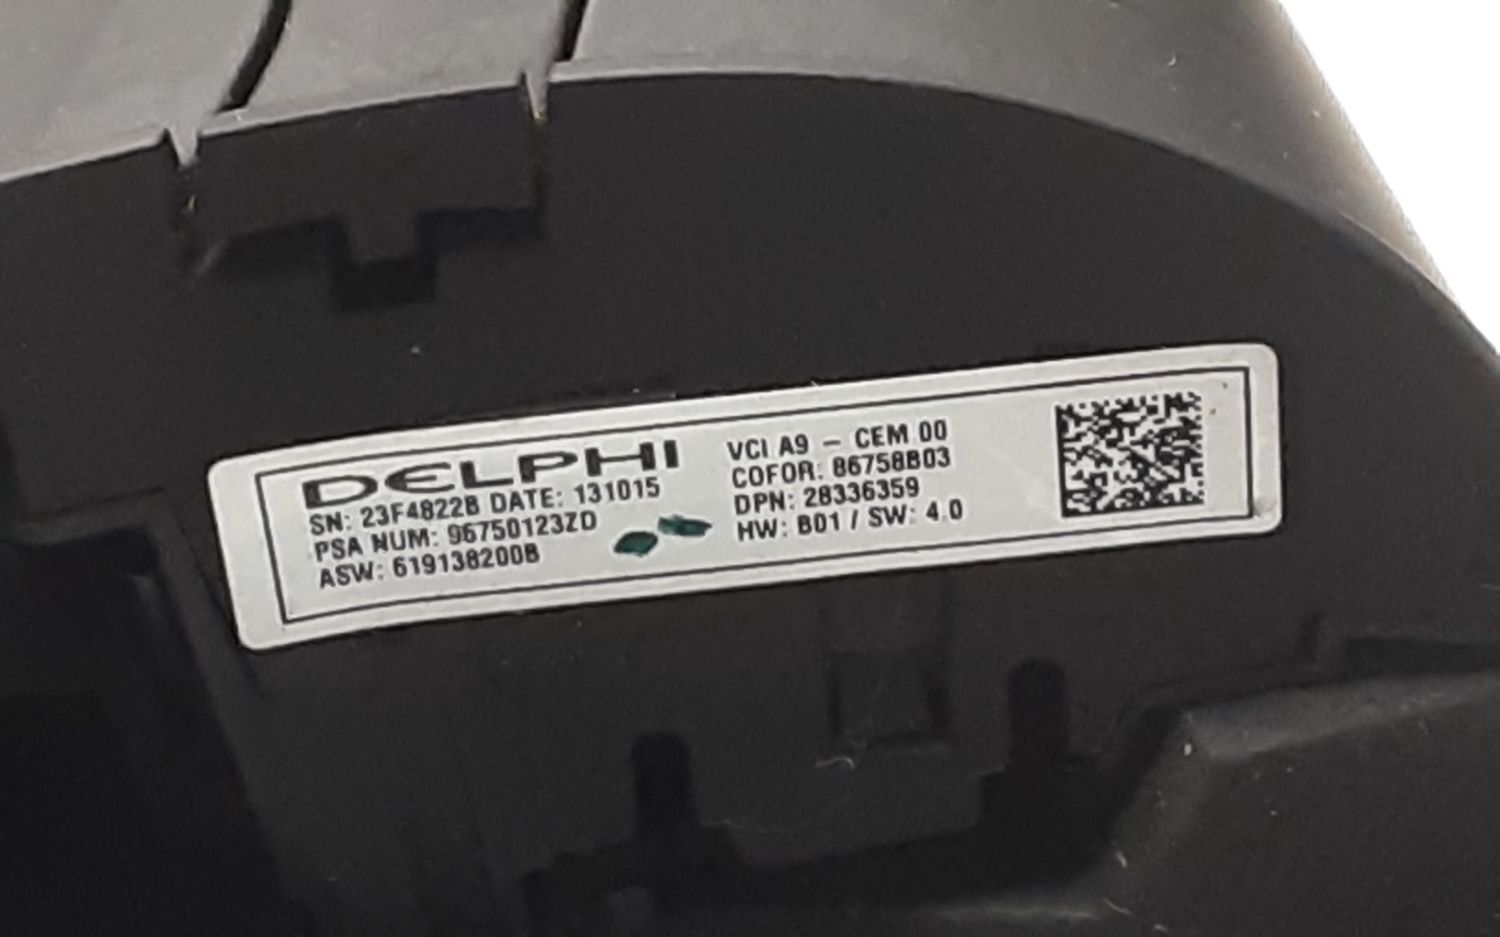 DELPHI
SN: 23F4822B DATE: 131015
PSA NUM: 96750123ZD
ASW: 619138200B
VCI A9 - CEM 00
COFOR: 86758B03
DPN: 28336359
HW: B01 / SW: 4.0